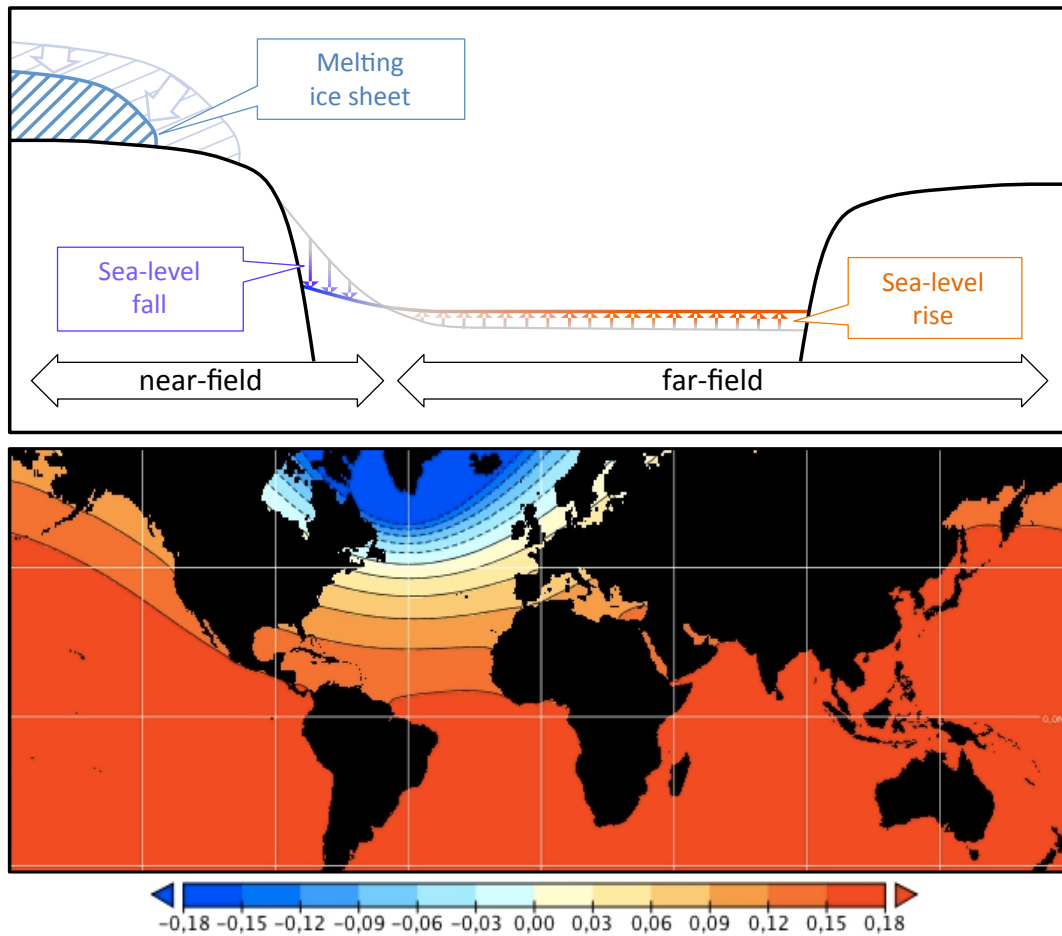 Melting
ice sheet
Sea-level
fall
Sea-level
rise
near-field
far-field
0,0N
−0,18 −0,15 −0,12 −0,09 −0,06 −0,03 0,00 0,03 0,06 0,09 0,12 0,15 0,18